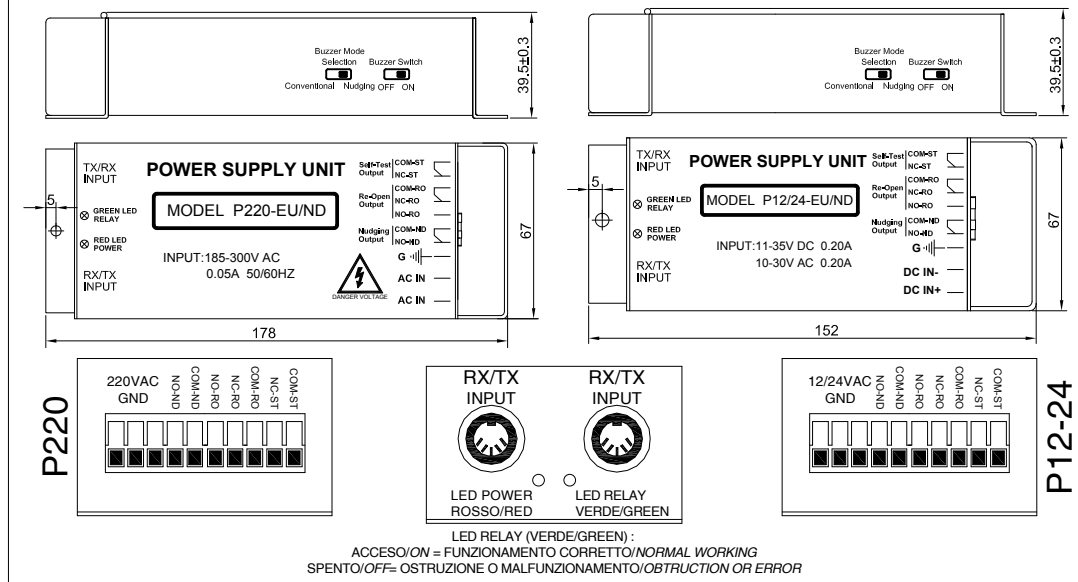 Buzzer Mode
Selection Buzzer Switch
Conventional Nudging OFF ON
39.5±0.3
Buzzer Mode
Selection Buzzer Switch
Conventional Nudging OFF ON
39.5±0.3
TX/RX
INPUT
5
GREEN LED
RELAY
RED LED
POWER
RX/TX
INPUT
POWER SUPPLY UNIT
MODEL P220-EU/ND
INPUT:185-300V AC
0.05A 50/60HZ
DANGER VOLTAGE
Self-Test
Output
COM-ST
NC-ST
Re-Open
Output
COM-RO
NC-RO
NO-RO
Nudging
Output
COM-ND
NO-ND
G
AC IN
AC IN
67
178
TX/RX
INPUT
5
GREEN LED
RELAY
RED LED
POWER
RX/TX
INPUT
POWER SUPPLY UNIT
MODEL P12/24-EU/ND
INPUT:11-35V DC 0.20A
10-30V AC 0.20A
Self-Test
Output
COM-ST
NC-ST
Re-Open
Output
COM-RO
NC-RO
NO-RO
Nudging
Output
COM-ND
NO-ND
G
DC IN-
DC IN+
67
152
P220
220VAC
GND
NO-ND
COM-ND
NO-RO
NC-RO
COM-RO
NC-ST
COM-ST
RX/TX
INPUT
RX/TX
INPUT
LED POWER
ROSSO/RED
LED RELAY
VERDE/GREEN
12/24VAC
GND
NO-ND
COM-ND
NO-RO
NC-RO
COM-RO
NC-ST
COM-ST
P12-24
LED RELAY (VERDE/GREEN) :
ACCESO/ON = FUNZIONAMENTO CORRETTO/NORMAL WORKING
SPENTO/OFF= OSTRUZIONE O MALFUNZIONAMENTO/OBTRUCTION OR ERROR